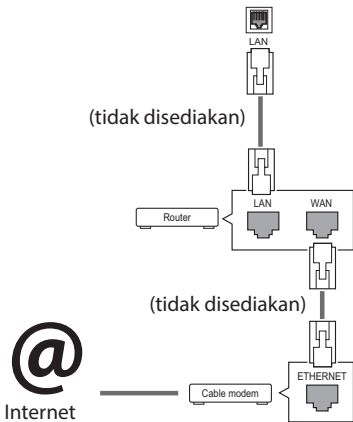 LAN
(tidak disediakan)
LAN
WAN
Router
(tidak disediakan)
@
ETHERNET
Cable modem
Internet